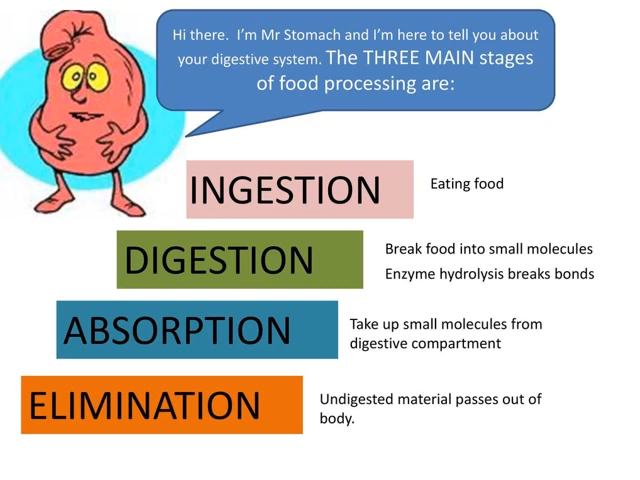 Hi there.  I'm Mr Stomach and I'm here to tell you about
your digestive system. The THREE MAIN stages
of food processing are:
INGESTION
Eating food
DIGESTION
Break food into small molecules
Enzyme hydrolysis breaks bonds
ABSORPTION
Take up small molecules from
digestive compartment
ELIMINATION
Undigested material passes out of
body.